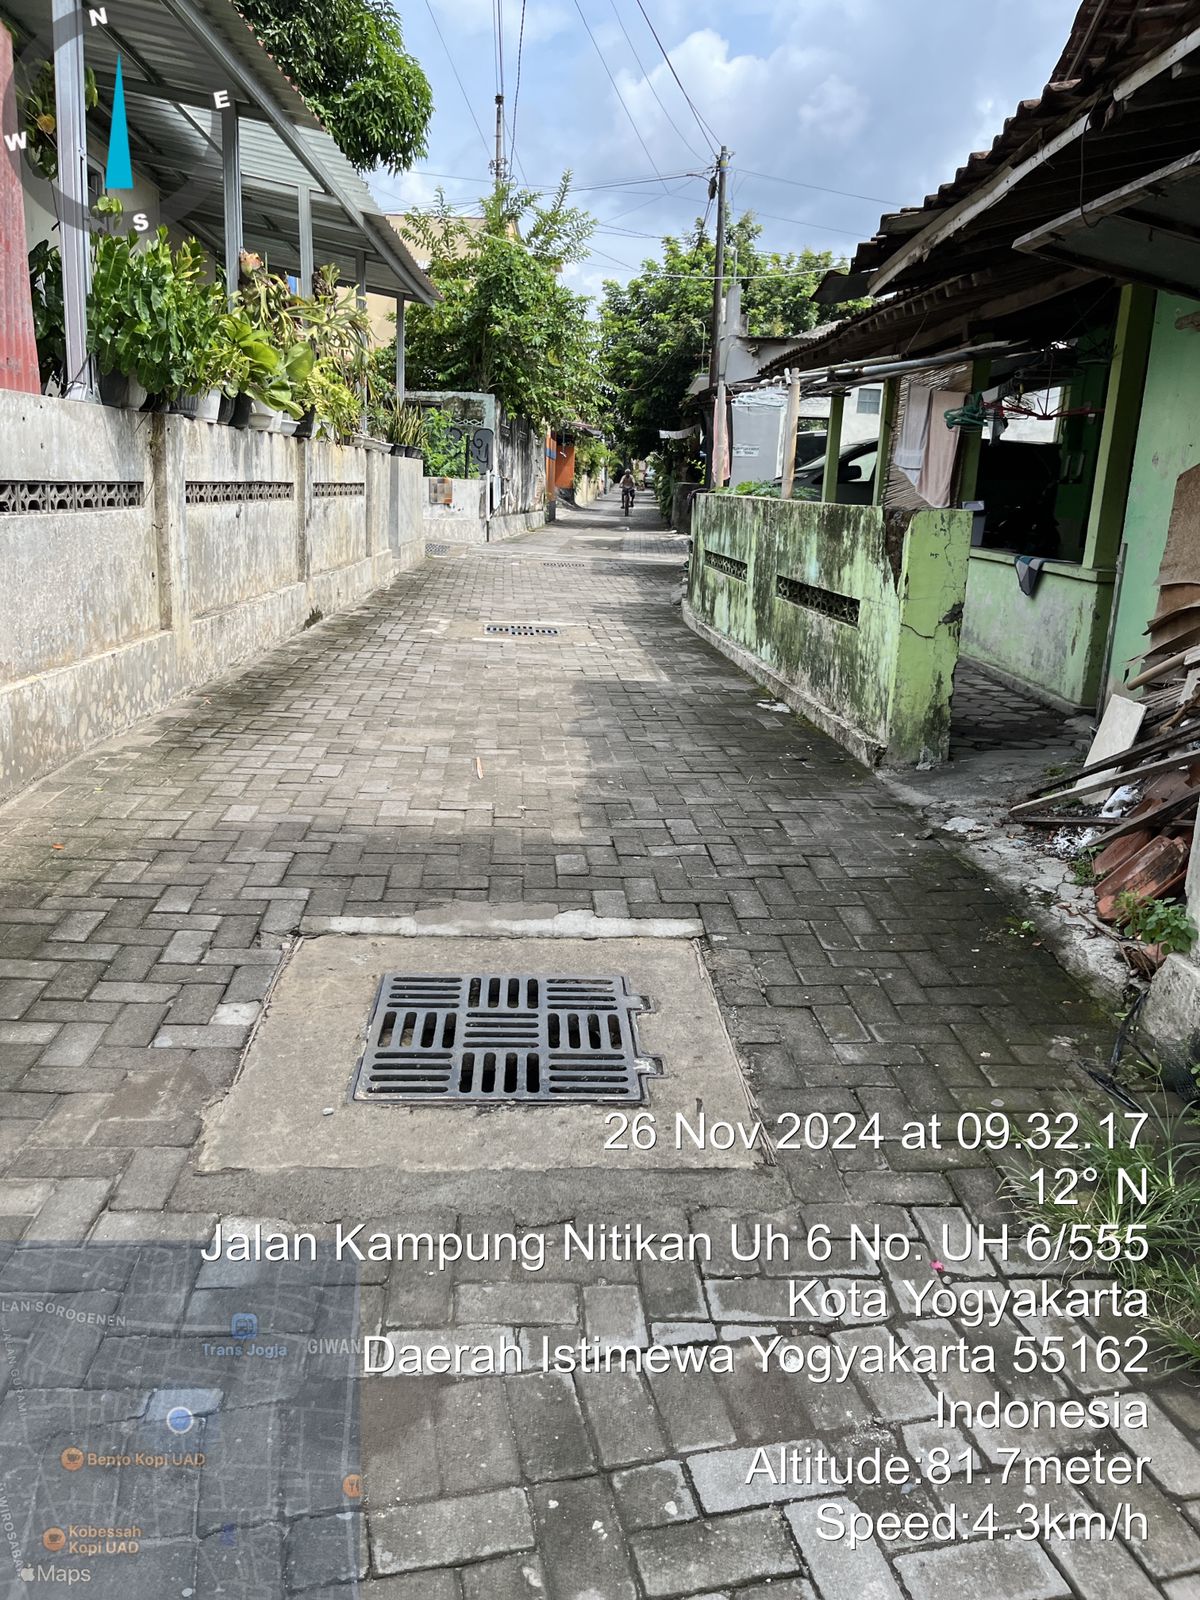 N
E
W
S
26 Nov 2024 at 09.32.17
12° N
Jalan Kampung Nitikan Uh 6 No. UH 6/555
Kota Yogyakarta
Daerah Istimewa Yogyakarta 55162
Indonesia
Altitude:81.7meter
Speed:4.3km/h
LAN SOROGENEN
Trans Jogja
GIWAN
Bento Kopi UAD
Kobessah
Kopi UAD
Maps